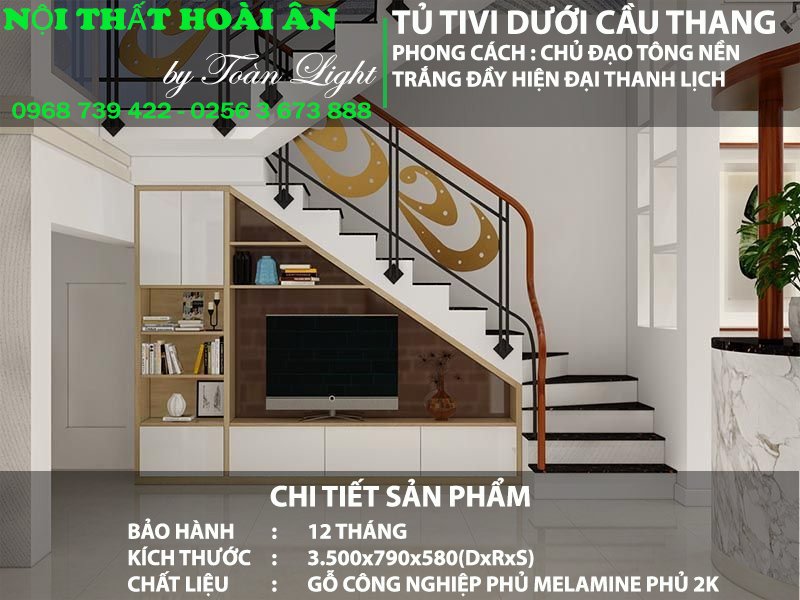 NỘI THẤT HOÀI ÂN
by Toàn Light
0968 739 422 - 0256 3 673 888
TỦ TIVI DƯỚI CẦU THANG
PHONG CÁCH : CHỦ ĐẠO TÔNG NỀN
TRẮNG ĐẦY HIỆN ĐẠI THANH LỊCH
CHI TIẾT SẢN PHẨM
BẢO HÀNH : 12 THÁNG
KÍCH THƯỚC : 3.500x790x580(DxRxS)
CHẤT LIỆU : GỖ CÔNG NGHIỆP PHỦ MELAMINE PHỦ 2K